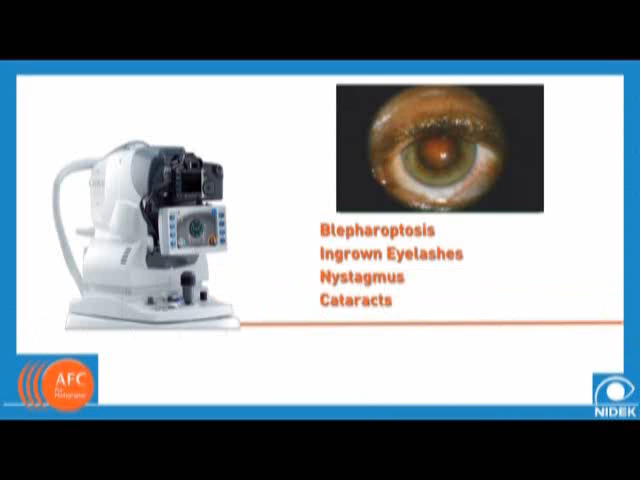 Blepharoptosis
Ingrown Eyelashes
Nystagmus
Cataracts
AFC
NIDEK